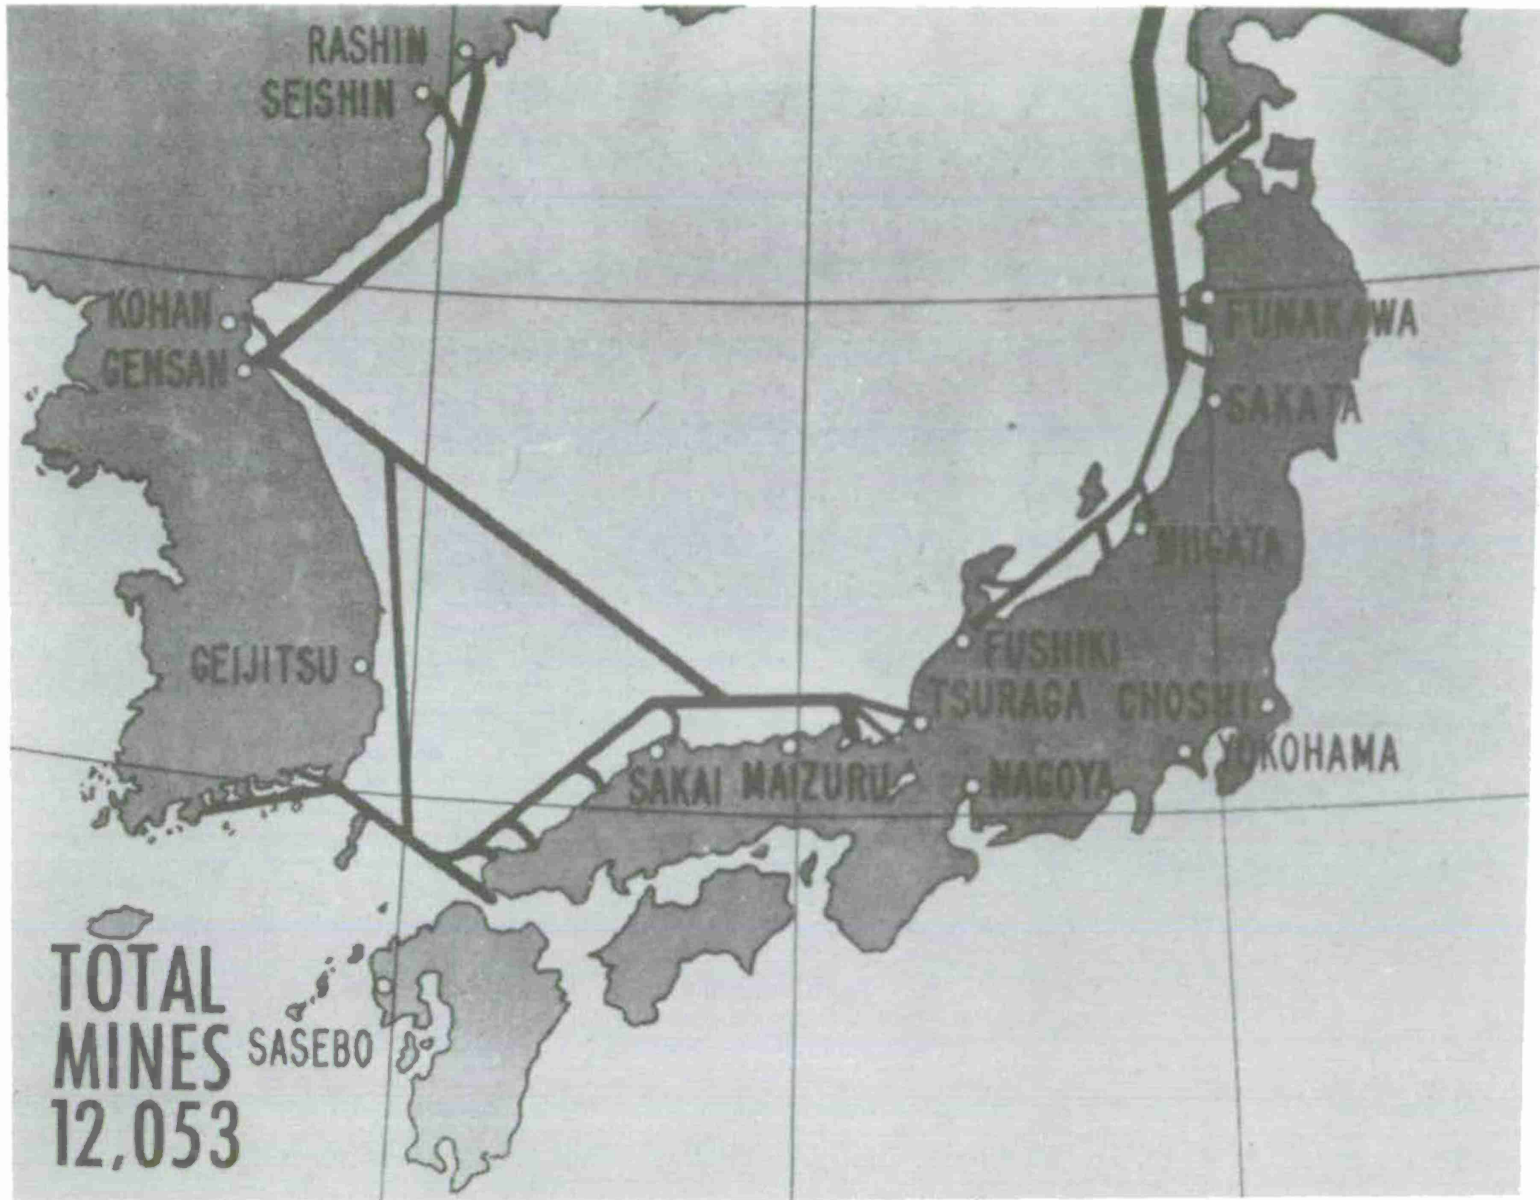 RASHIN
SEISHIN
KOHAN
GENSAN
FUNAKAWA
SAKATA
NIIGATA
GEIJITSU
FUSHIKI
TSURAGA CHOSHI
SAKAI MAIZURU NAGOYA YOKOHAMA
TOTAL
MINES
12,053
SASEBO